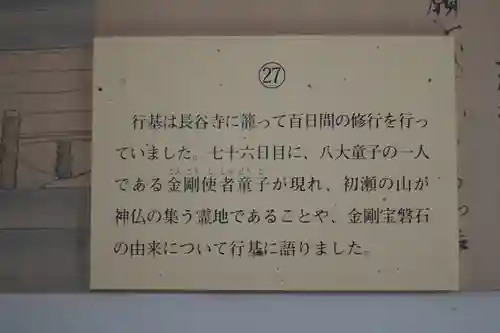 ㉗
行基は長谷寺に籠って百日間の修行を行っ
ていました。七十六日目に、八大童子の一人
である金剛使者童子が現れ、初瀬の山が
神仏の集う霊地であることや、金剛宝磐石
の由来について行基に語りました。